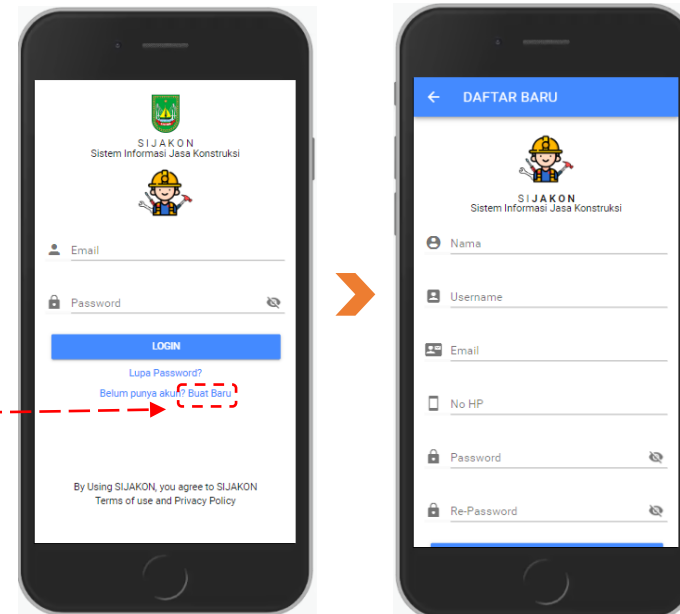 SIJAKON
Sistem Informasi Jasa Konstruksi
Email
Password
LOGIN
Lupa Password?
Belum punya akun? Buat Baru
By Using SIJAKON, you agree to SIJAKON
Terms of use and Privacy Policy
DAFTAR BARU
SIJAKON
Sistem Informasi Jasa Konstruksi
Nama
Username
Email
No HP
Password
Re-Password